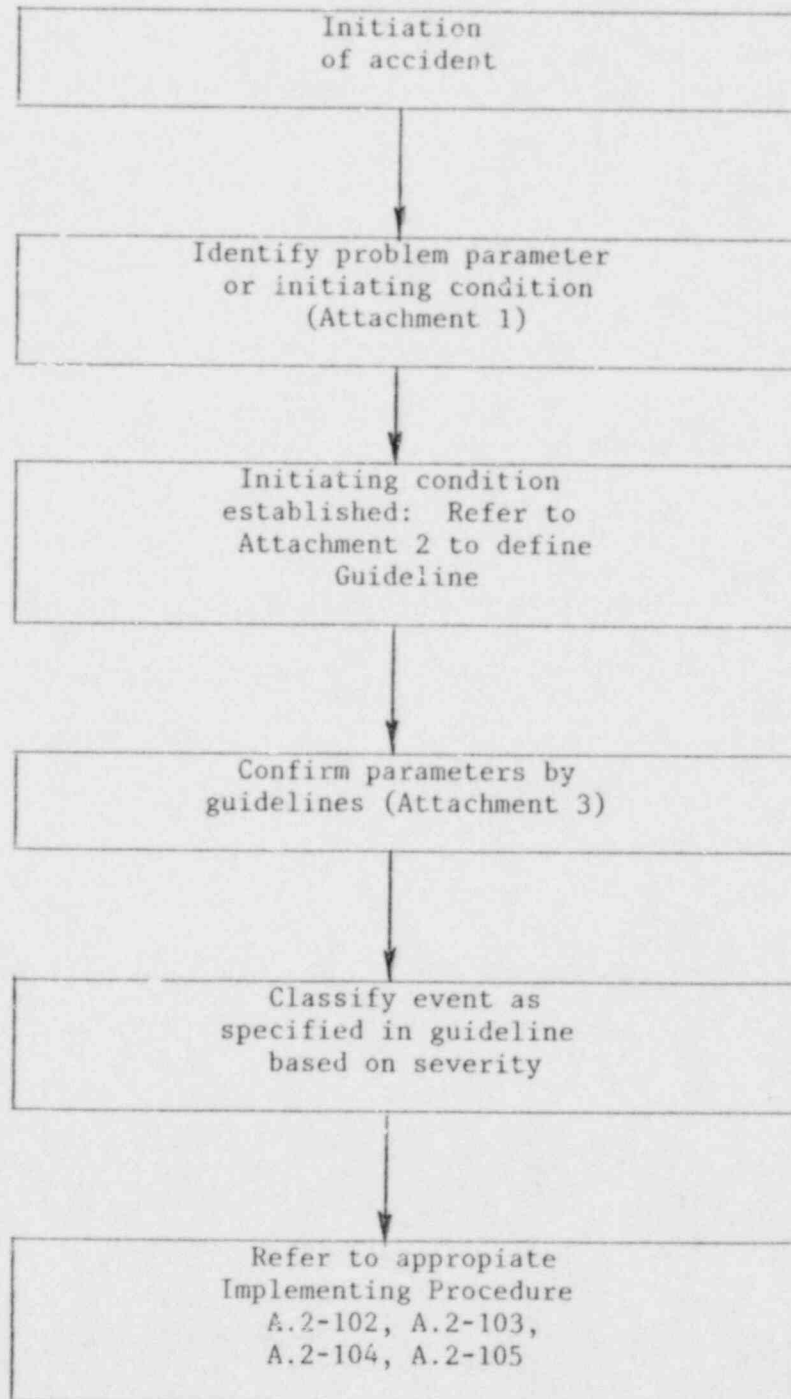 Initiation
of accident
Identify problem parameter
or initiating condition
(Attachment 1)
Initiating condition
established: Refer to
Attachment 2 to define
Guideline
Confirm parameters by
guidelines (Attachment 3)
Classify event as
specified in guideline
based on severity
Refer to appropiate
Implementing Procedure
A.2-102, A.2-103,
A.2-104, A.2-105